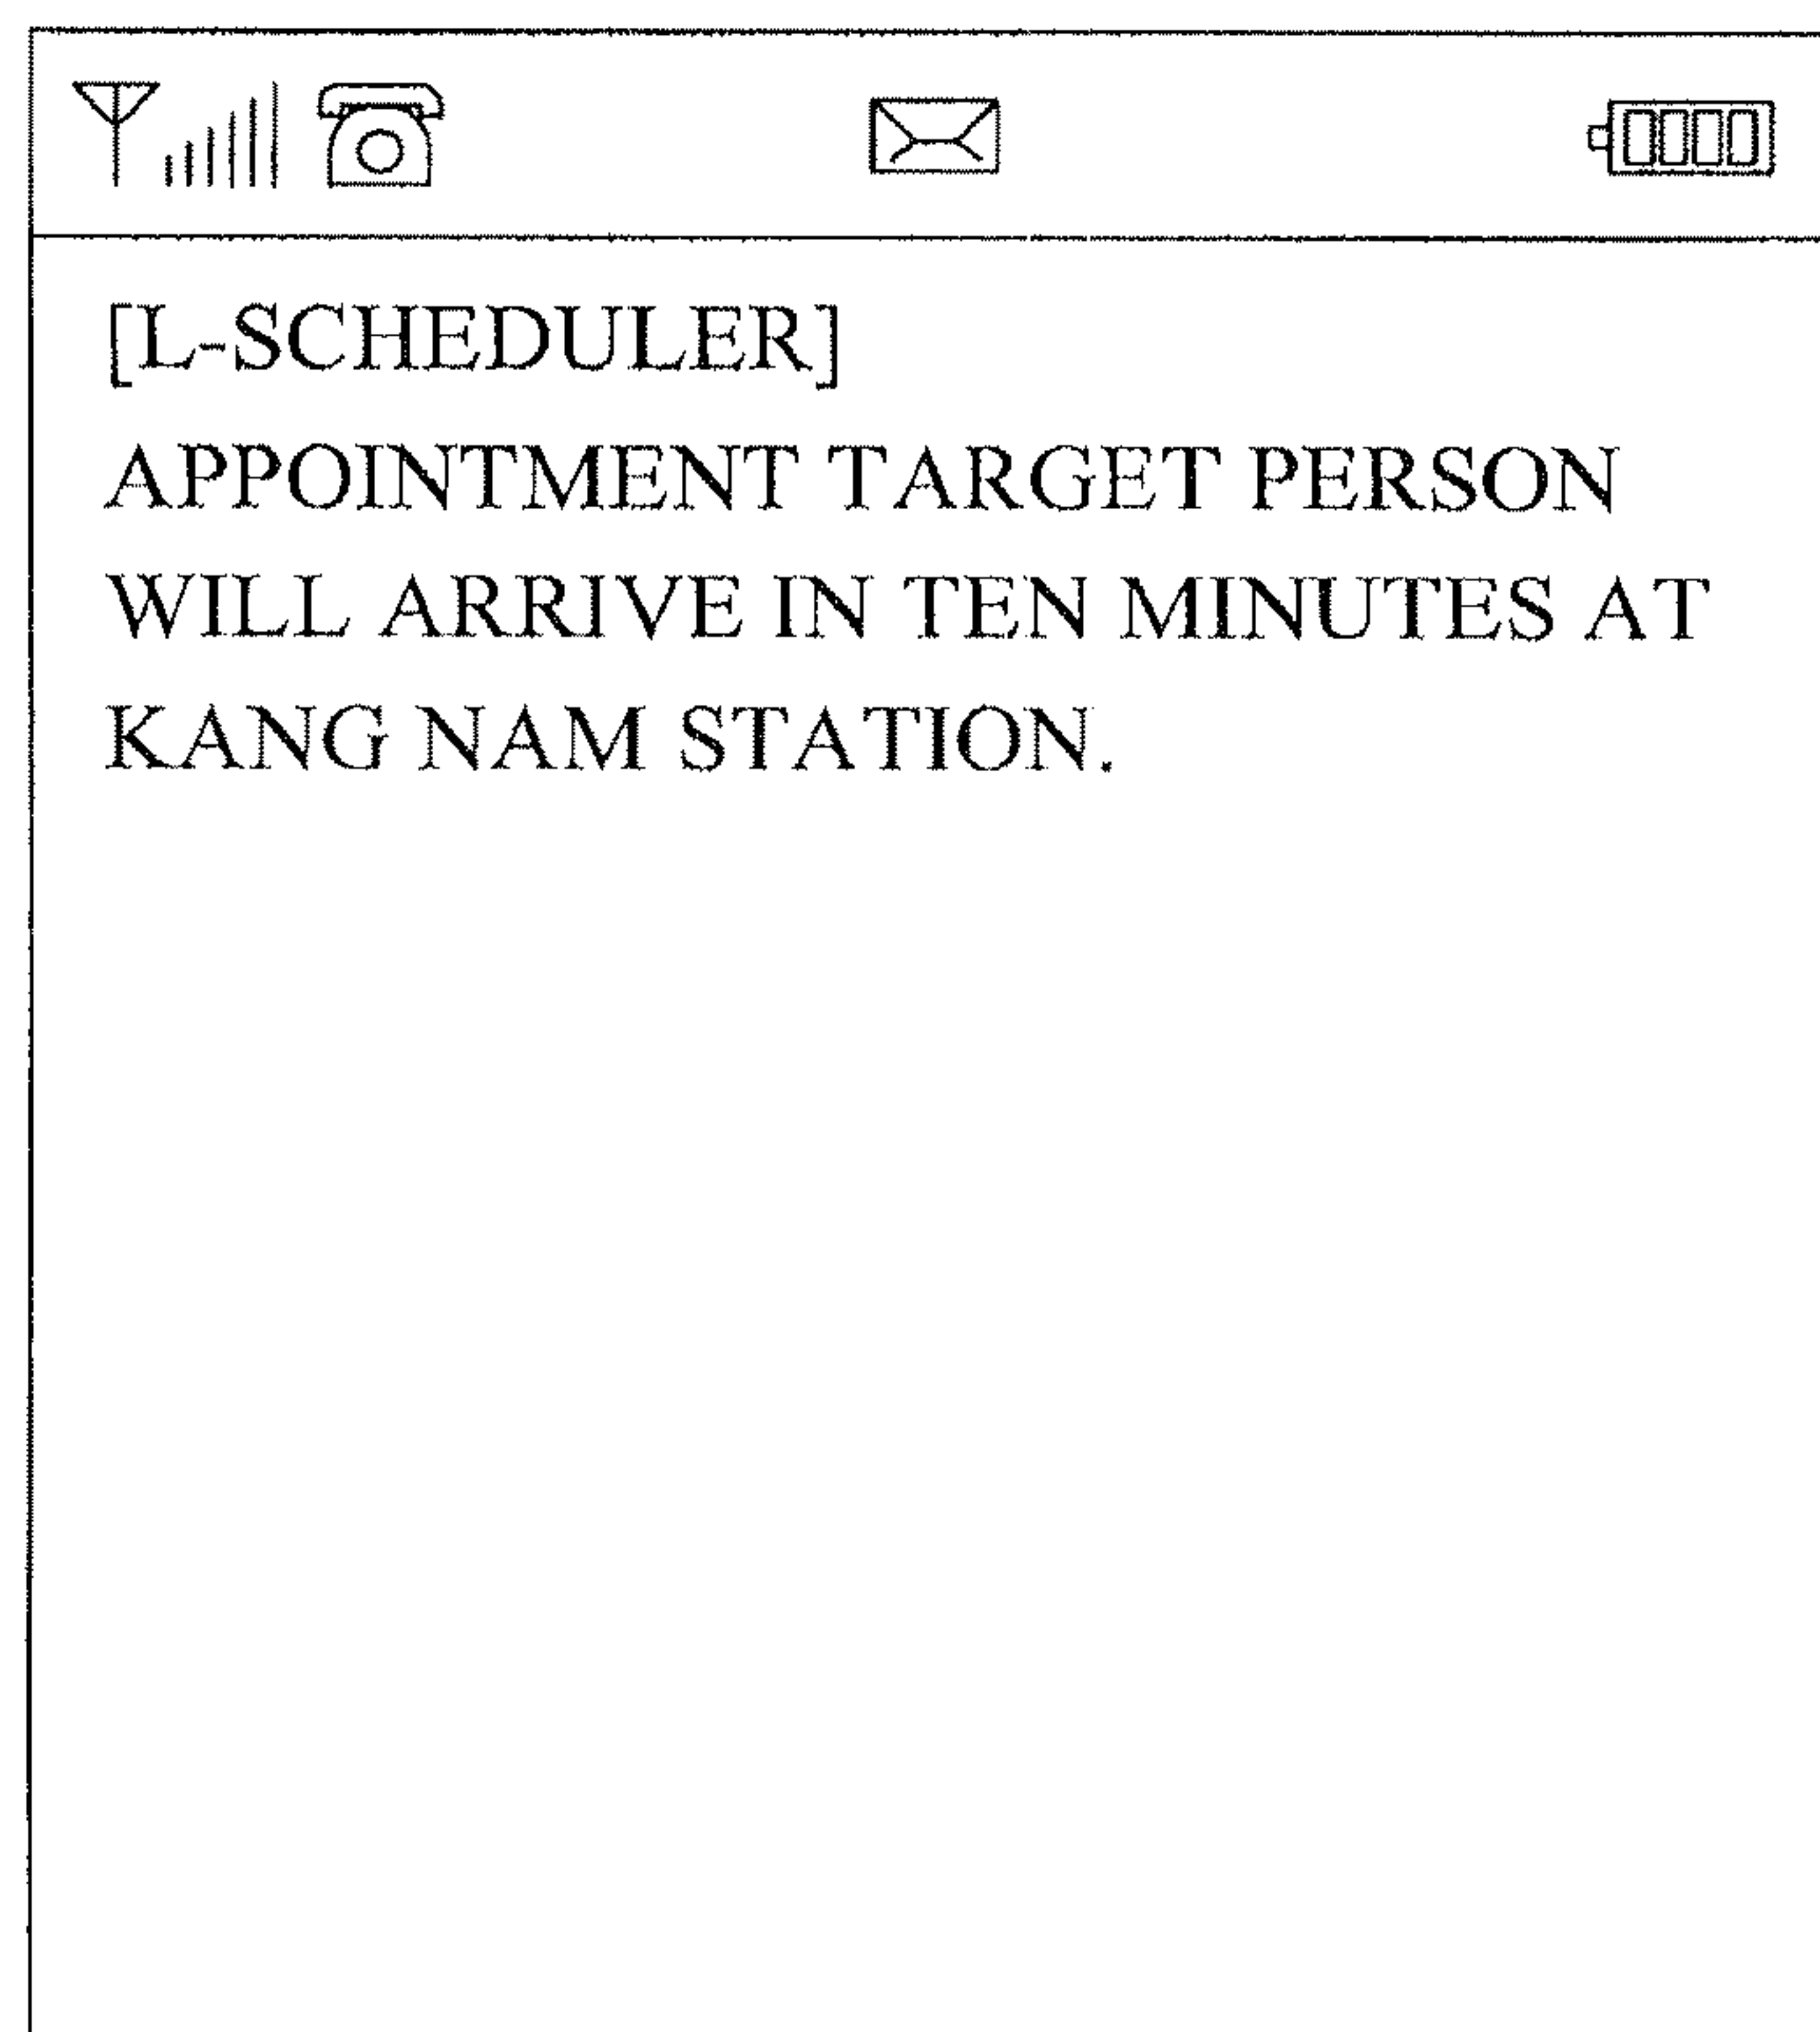 [L-SCHEDULER]
APPOINTMENT TARGET PERSON
WILL ARRIVE IN TEN MINUTES AT
KANG NAM STATION.